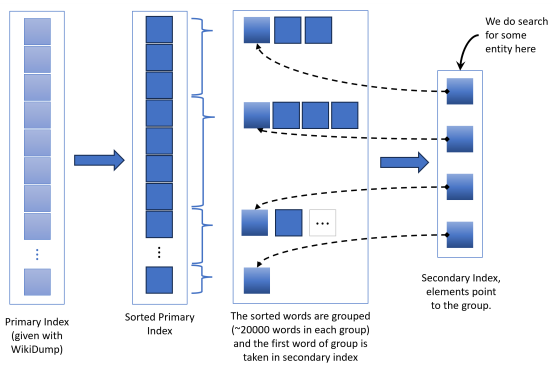 We do search
for some
entity here
Primary Index
(given with
WikiDump)
Sorted Primary
Index
The sorted words are grouped
(~20000 words in each group)
and the first word of group is
taken in secondary index
Secondary Index,
elements point
to the group.